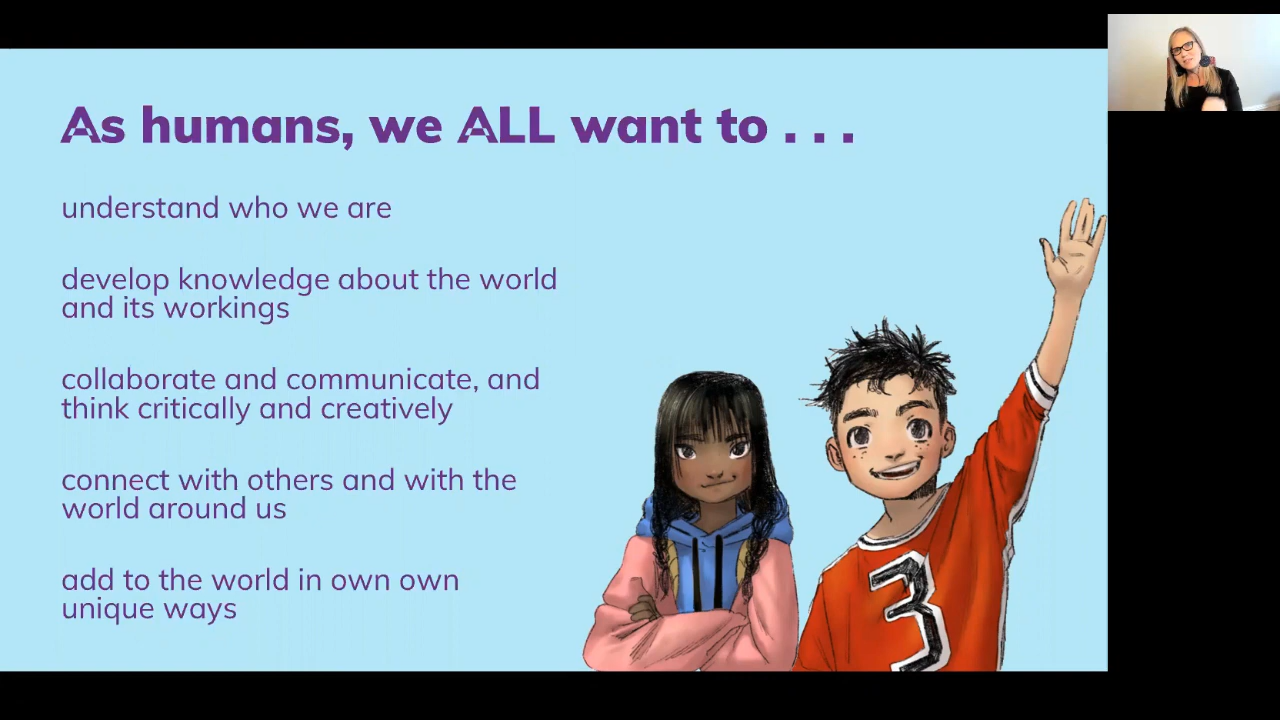 As humans, we ALL want to . . .
understand who we are
develop knowledge about the world
and its workings
collaborate and communicate, and
think critically and creatively
connect with others and with the
world around us
add to the world in own own
unique ways
3